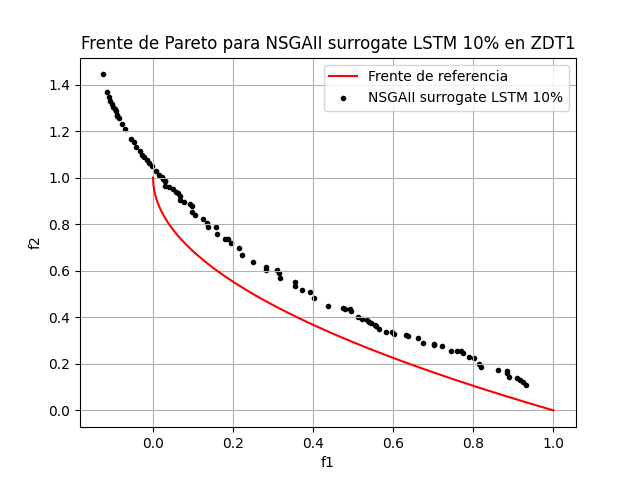 Frente de Pareto para NSGAII surrogate LSTM 10% en ZDT1
Frente de referencia
NSGAII surrogate LSTM 10%
1.4
1.2
1.0
0.8
0.6
0.4
0.2
0.0
f2
0.0 0.2 0.4 0.6 0.8 1.0
f1